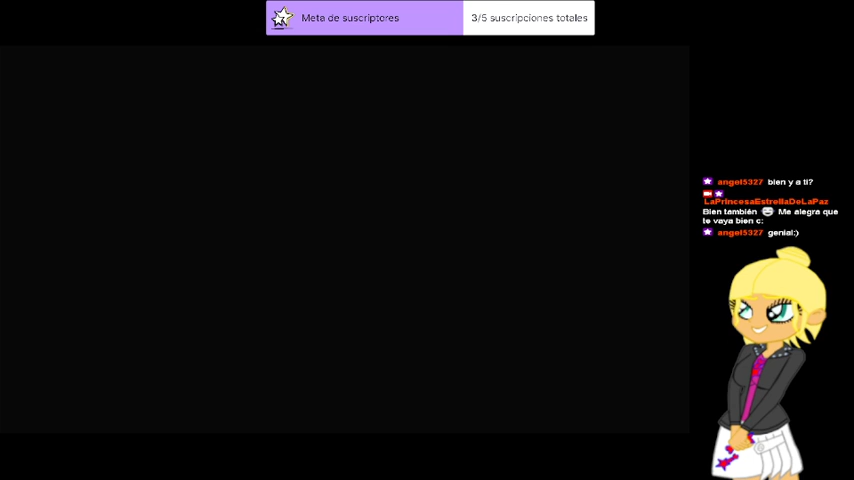 Meta de suscriptores
3/5 suscripciones totales
angel5327 bien y a ti?
LaPrincesaEstrellaDeLaPaz
Bien también Me alegra que
te vaya bien c:
angel5327 genial:)